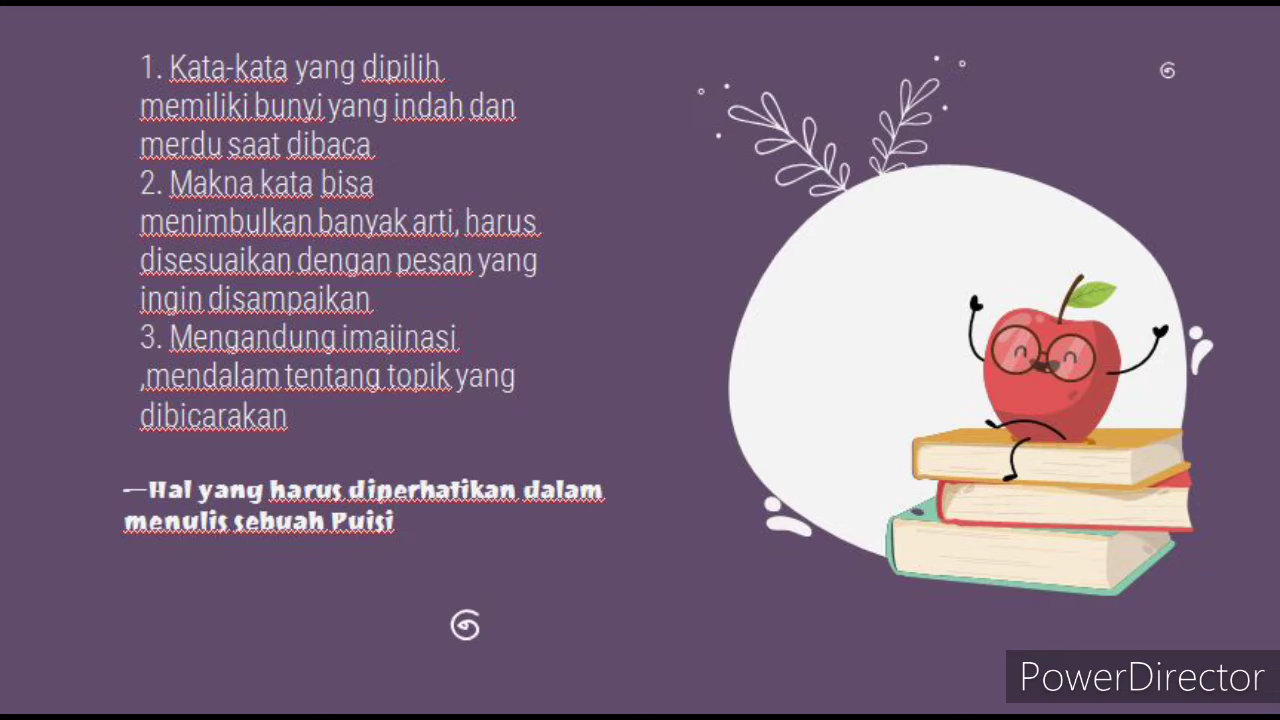 1. Kata-kata yang dipilih
memiliki bunyi yang indah dan
merdu saat dibaca
2. Makna kata bisa
menimbulkan banyak arti, harus
disesuaikan dengan pesan yang
ingin disampaikan
3. Mengandung imajinasi
,mendalam tentang topik yang
dibicarakan
—Hal yang harus diperhatikan dalam
menulis sebuah Puisi
PowerDirector